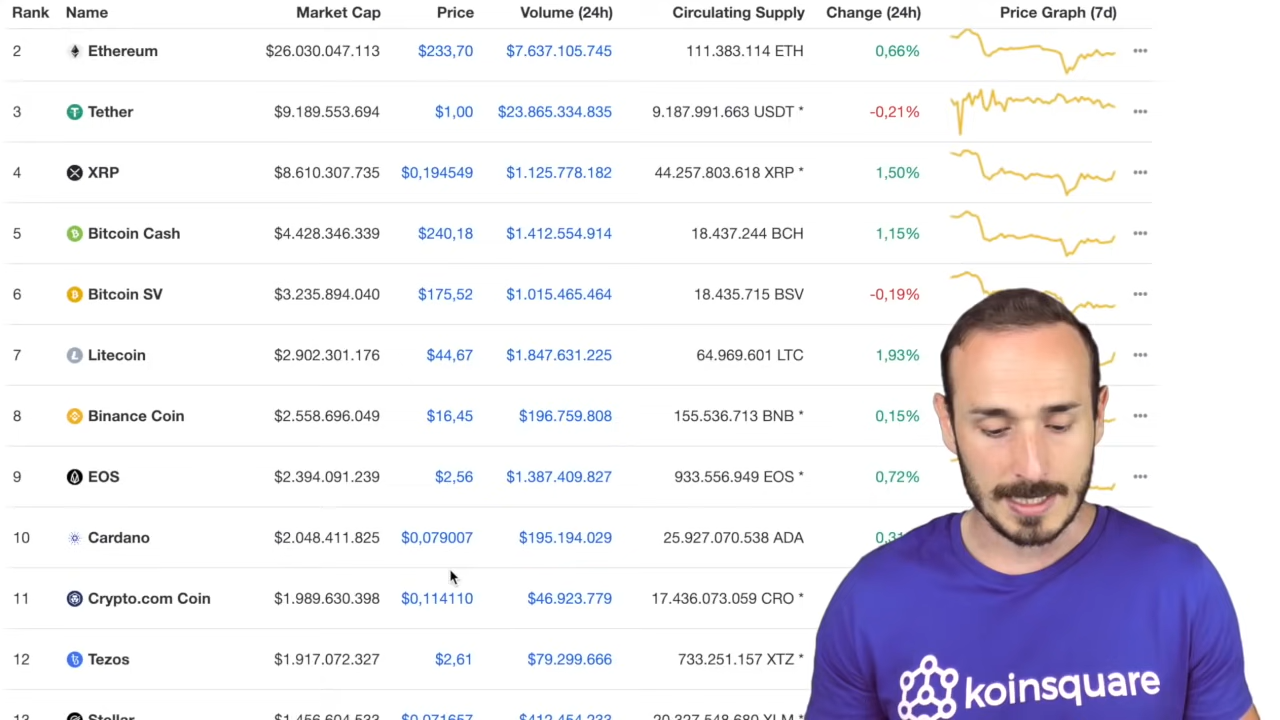 Rank Name Market Cap Price Volume (24h) Circulating Supply Change (24h) Price Graph (7d)
2 Ethereum $26.030.047.113 $233,70 $7.637.105.745 111.383.114 ETH 0,66%
3 Tether $9.189.553.694 $1,00 $23.865.334.835 9.187.991.663 USDT * -0,21%
4 XRP $8.610.307.735 $0,194549 $1.125.778.182 44.257.803.618 XRP * 1,50%
5 Bitcoin Cash $4.428.346.339 $240,18 $1.412.554.914 18.437.244 BCH 1,15%
6 Bitcoin SV $3.235.894.040 $175,52 $1.015.465.464 18.435.715 BSV -0,19%
7 Litecoin $2.902.301.176 $44,67 $1.847.631.225 64.969.601 LTC 1,93%
8 Binance Coin $2.558.696.049 $16,45 $196.759.808 155.536.713 BNB * 0,15%
9 EOS $2.394.091.239 $2,56 $1.387.409.827 933.556.949 EOS * 0,72%
10 Cardano $2.048.411.825 $0,079007 $195.194.029 25.927.070.538 ADA
11 Crypto.com Coin $1.989.630.398 $0,114110 $46.923.779 17.436.073.059 CRO *
12 Tezos $1.917.072.327 $2,61 $79.299.666 733.251.157 XTZ *
koinsquare